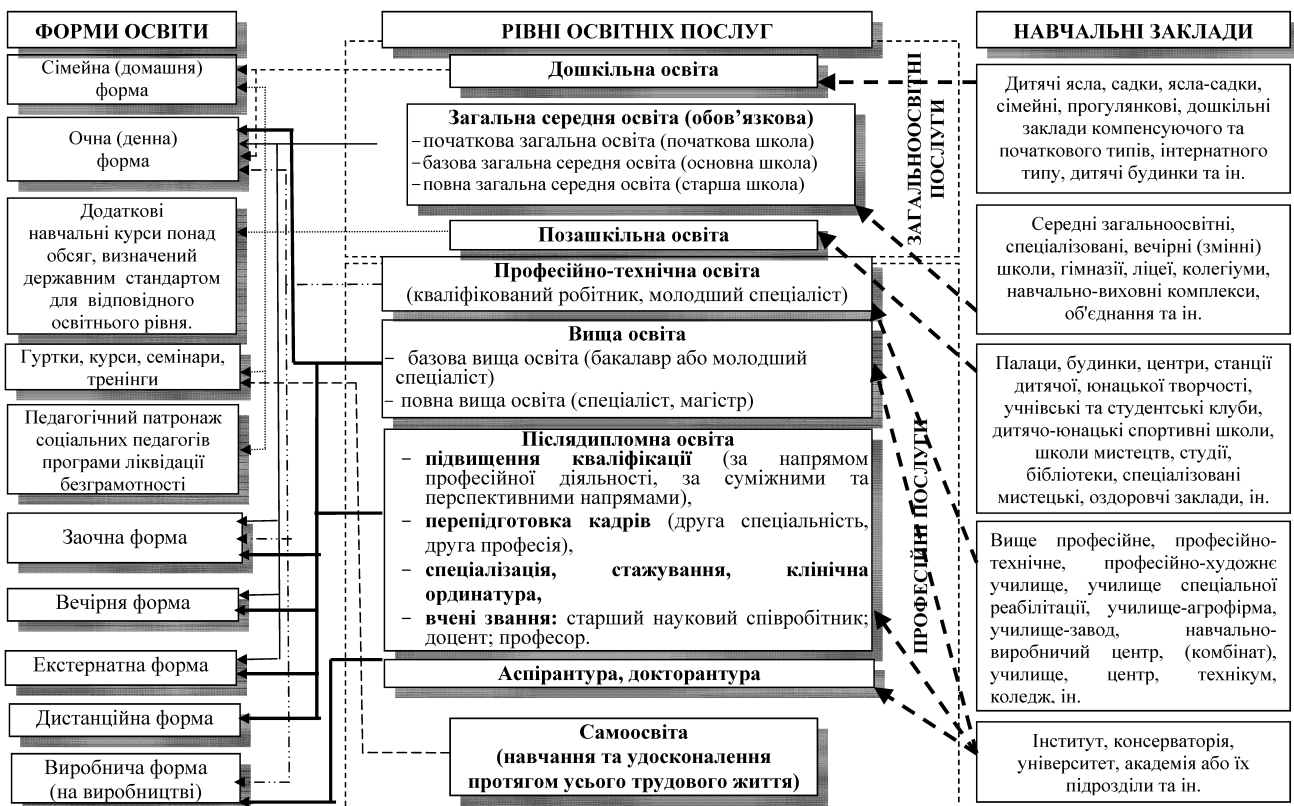 ФОРМИ ОСВІТИ
Сімейна (домашня)
форма
Очна (денна)
форма
Додаткові
навчальні курси понад
обсяг, визначений
державним стандартом
для відповідного
освітнього рівня.
Гуртки, курси, семінари,
тренінги
Педагогічний патронаж
соціальних педагогів
програми ліквідації
безграмотності
Заочна форма
Вечірня форма
Екстернатна форма
Дистанційна форма
Виробнича форма
(на виробництві)
РІВНІ ОСВІТНІХ ПОСЛУГ
Дошкільна освіта
Загальна середня освіта (обов’язкова)
–початкова загальна освіта (початкова школа)
–базова загальна середня освіта (основна школа)
–повна загальна середня освіта (старша школа)
Позашкільна освіта
Професійно-технічна освіта
(кваліфікований робітник, молодший спеціаліст)
Вища освіта
– базова вища освіта (бакалавр або молодший
спеціаліст)
– повна вища освіта (спеціаліст, магістр)
Післядипломна освіта
– підвищення кваліфікації (за напрямом
професійної діяльності, за суміжними та
перспективними напрямами),
– перепідготовка кадрів (друга спеціальність,
друга професія),
– спеціалізація, стажування, клінічна
ординатура,
– вчені звання: старший науковий співробітник;
доцент; професор.
Аспірантура, докторантура
Самоосвіта
(навчання та удосконалення
протягом усього трудового життя)
ЗАГАЛЬНООСВІТНІ
ПОСЛУГИ
ПРОФЕСІЙНІ ПОСЛУГИ
НАВЧАЛЬНІ ЗАКЛАДИ
Дитячі ясла, садки, ясла-садки,
сімейні, прогулянкові, дошкільні
заклади компенсуючого та
початкового типів, інтернатного
типу, дитячі будинки та ін.
Середні загальноосвітні,
спеціалізовані, вечірні (змінні)
школи, гімназії, ліцеї, колегіуми,
навчально-виховні комплекси,
об'єднання та ін.
Палаци, будинки, центри, станції
дитячої, юнацької творчості,
учнівські та студентські клуби,
дитячо-юнацькі спортивні школи,
школи мистецтв, студії,
бібліотеки, спеціалізовані
мистецькі, оздоровчі заклади, ін.
Вище професійне, професійно-
технічне, професійно-художнє
училище, училище спеціальної
реабілітації, училище-агрофірма,
училище-завод, навчально-
виробничий центр, (комбінат),
училище, центр, технікум,
коледж, ін.
Інститут, консерваторія,
університет, академія або їх
підрозділи та ін.